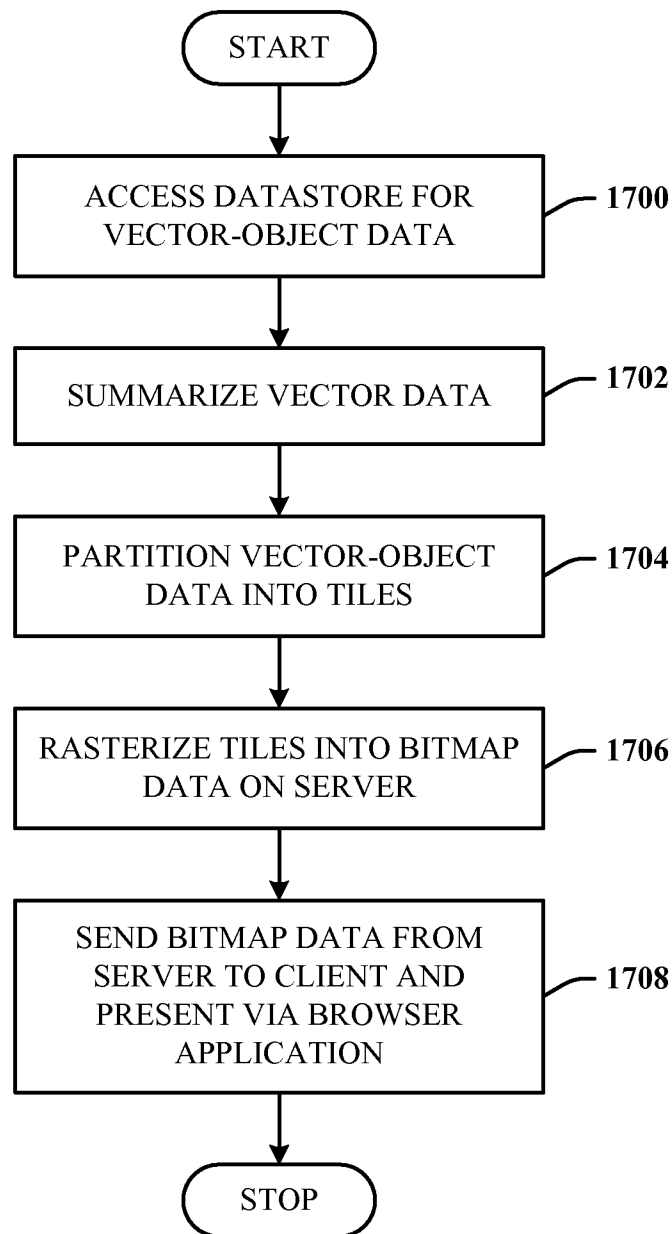 START
ACCESS DATASTORE FOR
VECTOR-OBJECT DATA
1700
SUMMARIZE VECTOR DATA
1702
PARTITION VECTOR-OBJECT
DATA INTO TILES
1704
RASTERIZE TILES INTO BITMAP
DATA ON SERVER
1706
SEND BITMAP DATA FROM
SERVER TO CLIENT AND
PRESENT VIA BROWSER
APPLICATION
1708
STOP